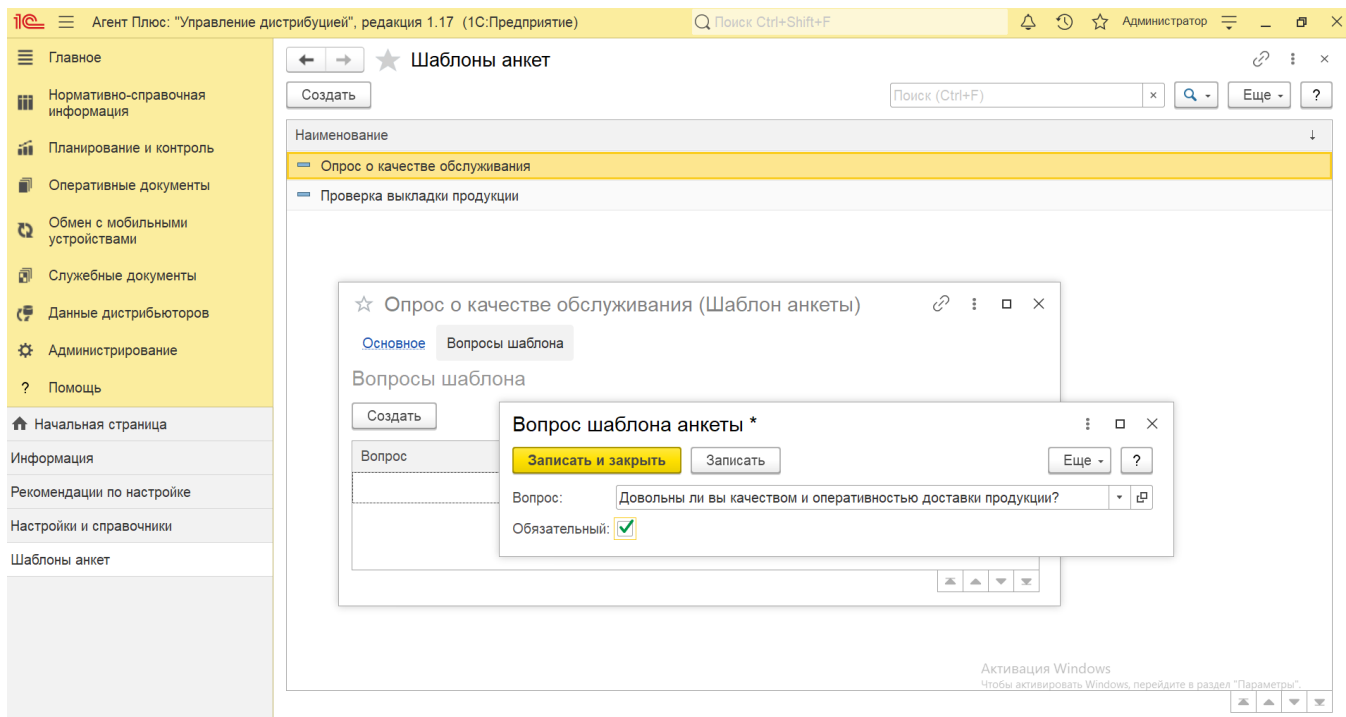 1С Агент Плюс: "Управление дистрибуцией", редакция 1.17 (1С:Предприятие) Поиск Ctrl+Shift+F Администратор
Главное
Нормативно-справочная
информация
Планирование и контроль
Оперативные документы
Обмен с мобильными
устройствами
Служебные документы
Данные дистрибьюторов
Администрирование
? Помощь
Начальная страница
Информация
Рекомендации по настройке
Настройки и справочники
Шаблоны анкет
Шаблоны анкет
Создать Поиск (Ctrl+F) × Еще ?
Наименование ↓
Опрос о качестве обслуживания
Проверка выкладки продукции
Опрос о качестве обслуживания (Шаблон анкеты)
Основное Вопросы шаблона
Вопросы шаблона
Создать
Вопрос
Вопрос шаблона анкеты *
Записать и закрыть Записать Еще ?
Вопрос: Довольны ли вы качеством и оперативностью доставки продукции?
Обязательный:
Активация Windows
Чтобы активировать Windows, перейдите в раздел "Параметры".